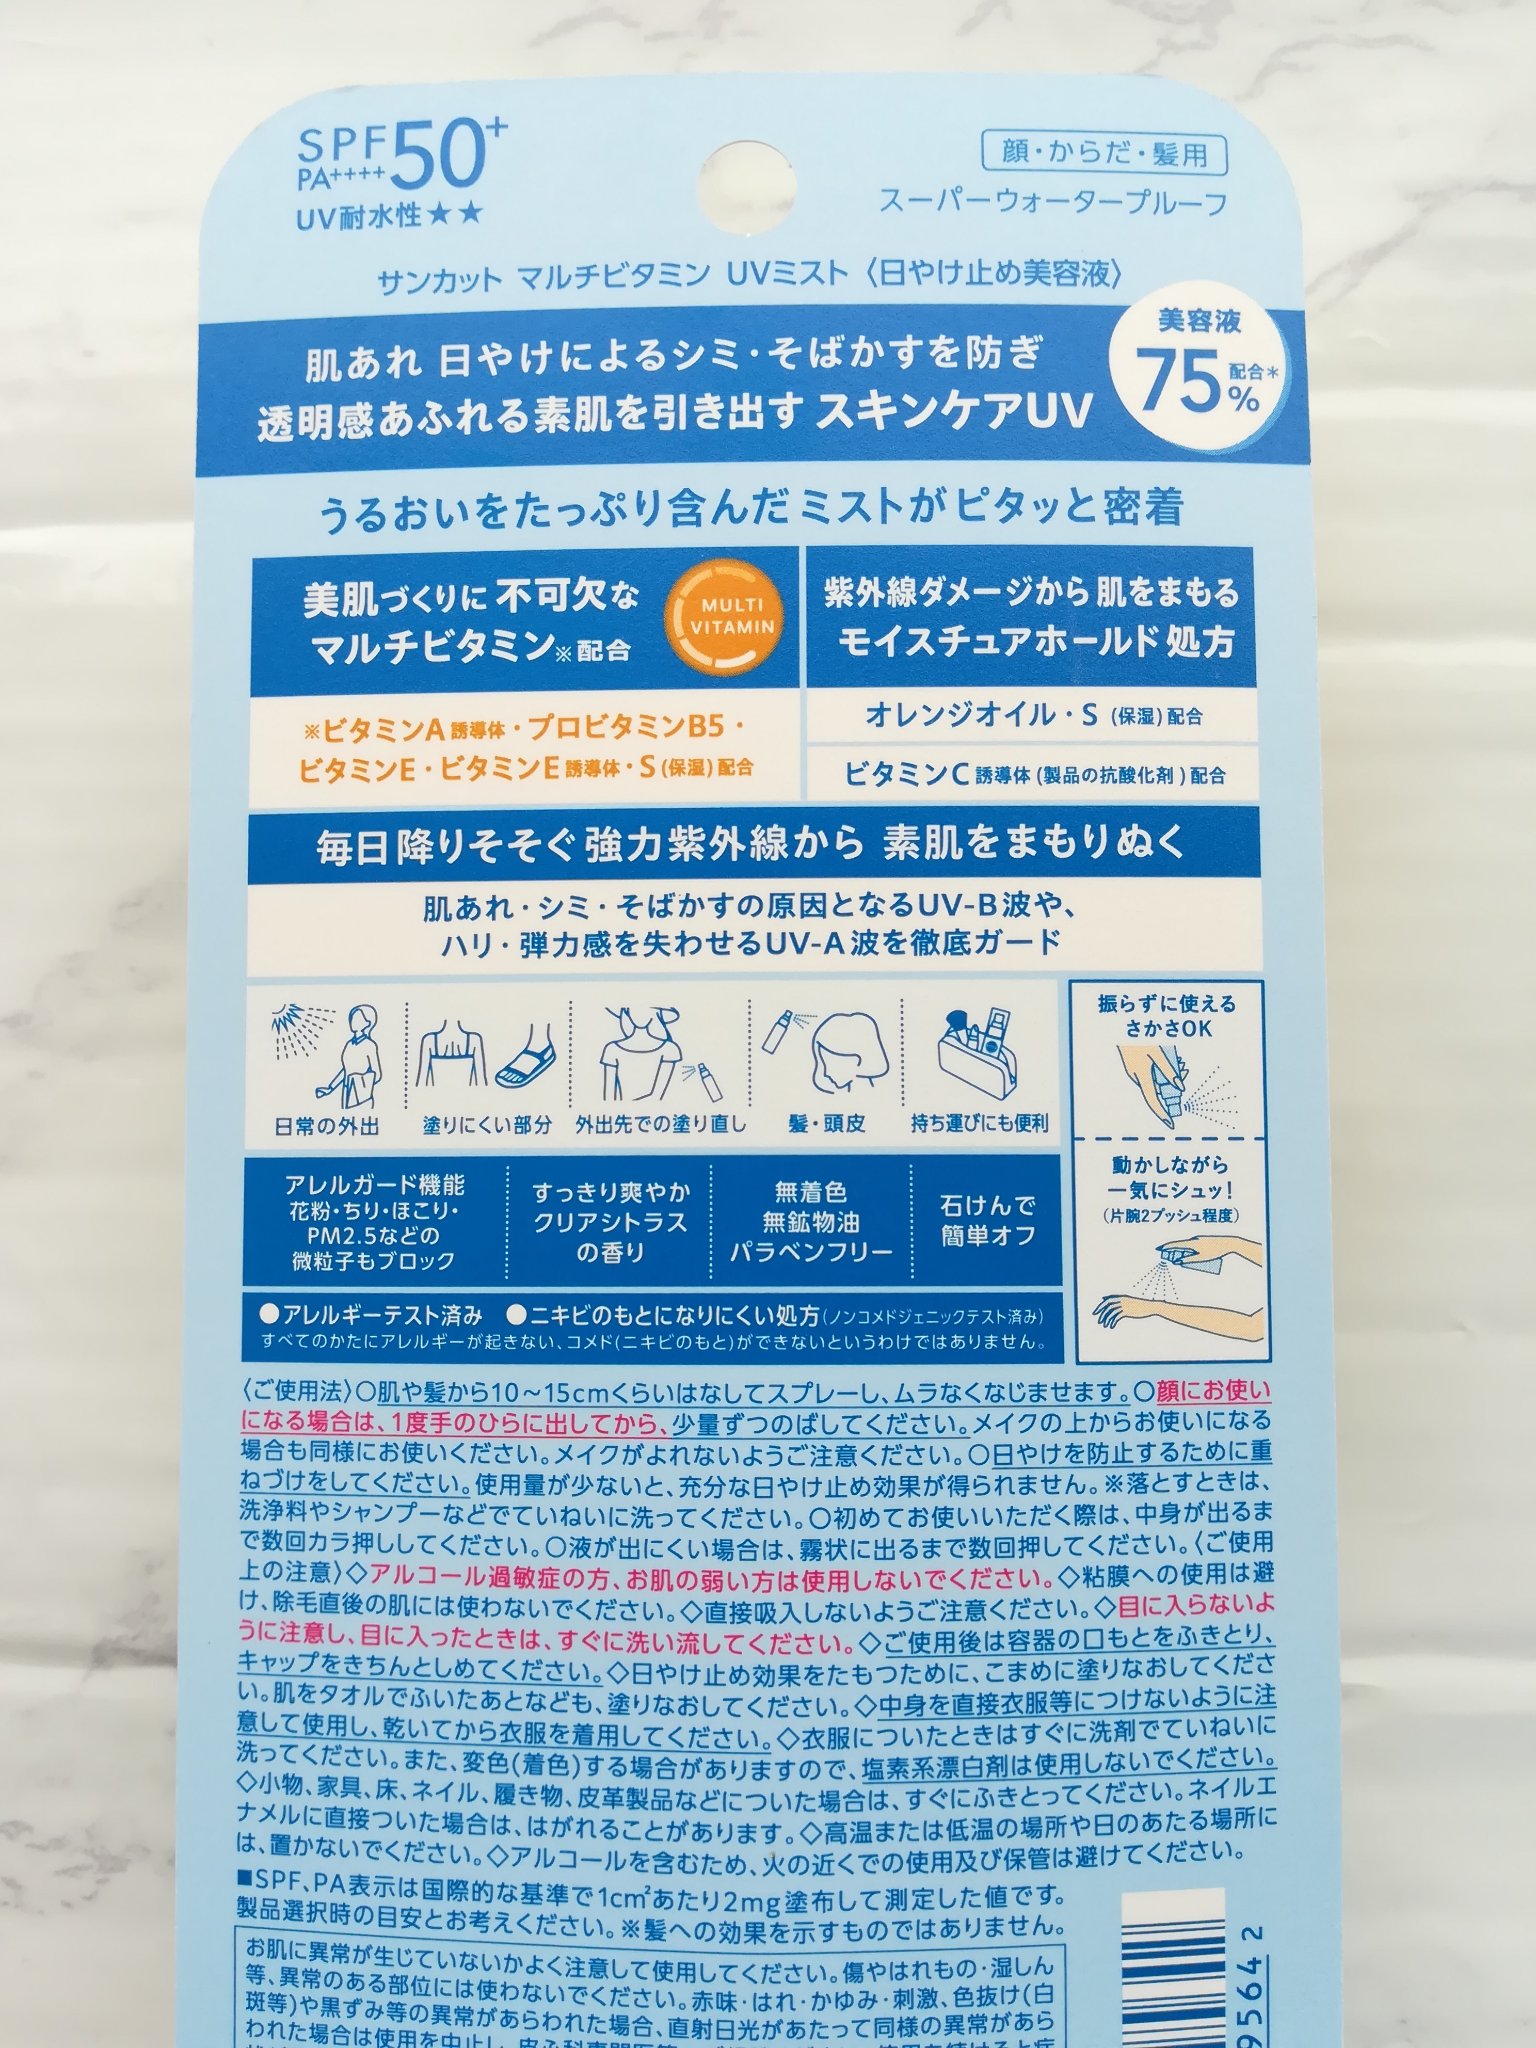 SPF50+
PA++++
UV耐水性★★
顔・からだ・髪用
スーパーウォータープルーフ
サンカット マルチビタミン UVミスト〈日やけ止め美容液〉
美容液
75%配合*
肌あれ 日やけによるシミ・そばかすを防ぎ
透明感あふれる素肌を引き出す スキンケアUV
うるおいをたっぷり含んだミストがピタッと密着
美肌づくりに不可欠な
マルチビタミン※配合
MULTI
VITAMIN
※ビタミンA誘導体・プロビタミンB5・
ビタミンE・ビタミンE誘導体・S(保湿)配合
紫外線ダメージから肌をまもる
モイスチュアホールド処方
オレンジオイル・S (保湿)配合
ビタミンC誘導体(製品の抗酸化剤)配合
毎日降りそそぐ強力紫外線から 素肌をまもりぬく
肌あれ・シミ・そばかすの原因となるUV-B波や、
ハリ・弾力感を失わせるUV-A波を徹底ガード
日常の外出
塗りにくい部分
外出先での塗り直し
髪・頭皮
持ち運びにも便利
振らずに使える
さかさOK
動かしながら
一気にシュッ!
(片腕2プッシュ程度)
アレルガード機能
花粉・ちり・ほこり・
PM2.5などの
微粒子もブロック
すっきり爽やか
クリアシトラス
の香り
無着色
無鉱物油
パラベンフリー
石けんで
簡単オフ
●アレルギーテスト済み ●ニキビのもとになりにくい処方(ノンコメドジェニックテスト済み)
すべてのかたにアレルギーが起きない、コメド(ニキビのもと)ができないというわけではありません。
〈ご使用法〉○肌や髪から10～15cmくらいはなしてスプレーし、ムラなくなじませます。○顔にお使い
になる場合は、1度手のひらに出してから、少量ずつのばしてください。メイクの上からお使いになる
場合も同様にお使いください。メイクがよれないようご注意ください。○日やけを防止するために重
ねづけをしてください。使用量が少ないと、充分な日やけ止め効果が得られません。※落とすときは、
洗浄料やシャンプーなどでていねいに洗ってください。○初めてお使いいただく際は、中身が出るま
で数回カラ押ししてください。○液が出にくい場合は、霧状に出るまで数回押してください。〈ご使用
上の注意〉◇アルコール過敏症の方、お肌の弱い方は使用しないでください。◇粘膜への使用は避
け、除毛直後の肌には使わないでください。◇直接吸入しないようご注意ください。◇目に入らないよ
うに注意し、目に入ったときは、すぐに洗い流してください。◇ご使用後は容器の口もとをふきとり、
キャップをきちんとしめてください。◇日やけ止め効果をたもつために、こまめに塗りなおしてくださ
い。肌をタオルでふいたあとなども、塗りなおしてください。◇中身を直接衣服等につけないように注
意して使用し、乾いてから衣服を着用してください。◇衣服についたときはすぐに洗剤でていねいに
洗ってください。また、変色(着色)する場合がありますので、塩素系漂白剤は使用しないでください。
◇小物、家具、床、ネイル、履き物、皮革製品などについた場合は、すぐにふきとってください。ネイルエ
ナメルに直接ついた場合は、はがれることがあります。◇高温または低温の場所や日のあたる場所に
は、置かないでください。◇アルコールを含むため、火の近くでの使用及び保管は避けてください。
■SPF、PA表示は国際的な基準で1cm²あたり2mg塗布して測定した値です。
製品選択時の目安とお考えください。※髪への効果を示すものではありません。
お肌に異常が生じていないかよく注意して使用してください。傷やはれもの・湿しん
等、異常のある部位には使わないでください。赤味・はれ・かゆみ・刺激、色抜け(白
斑等)や黒ずみ等の異常があらわれた場合、直射日光があたって同様の異常があら
われた場合は使用を中止し、
9564 2